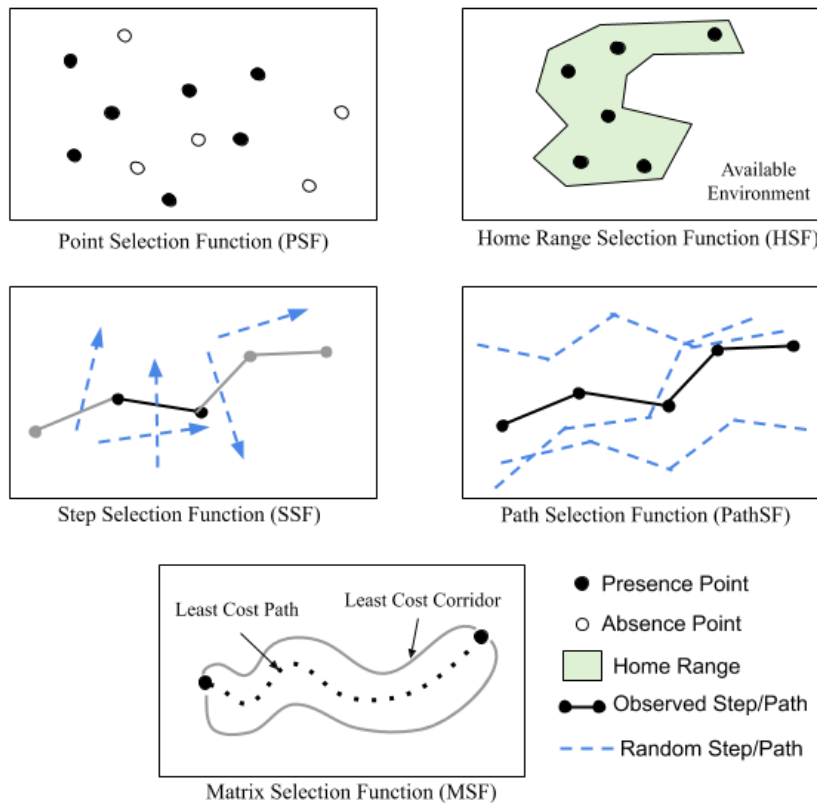 Point Selection Function (PSF)
Available
Environment
Home Range Selection Function (HSF)
Step Selection Function (SSF)
Path Selection Function (PathSF)
Least Cost Path
Least Cost Corridor
Matrix Selection Function (MSF)
Presence Point
Absence Point
Home Range
Observed Step/Path
Random Step/Path